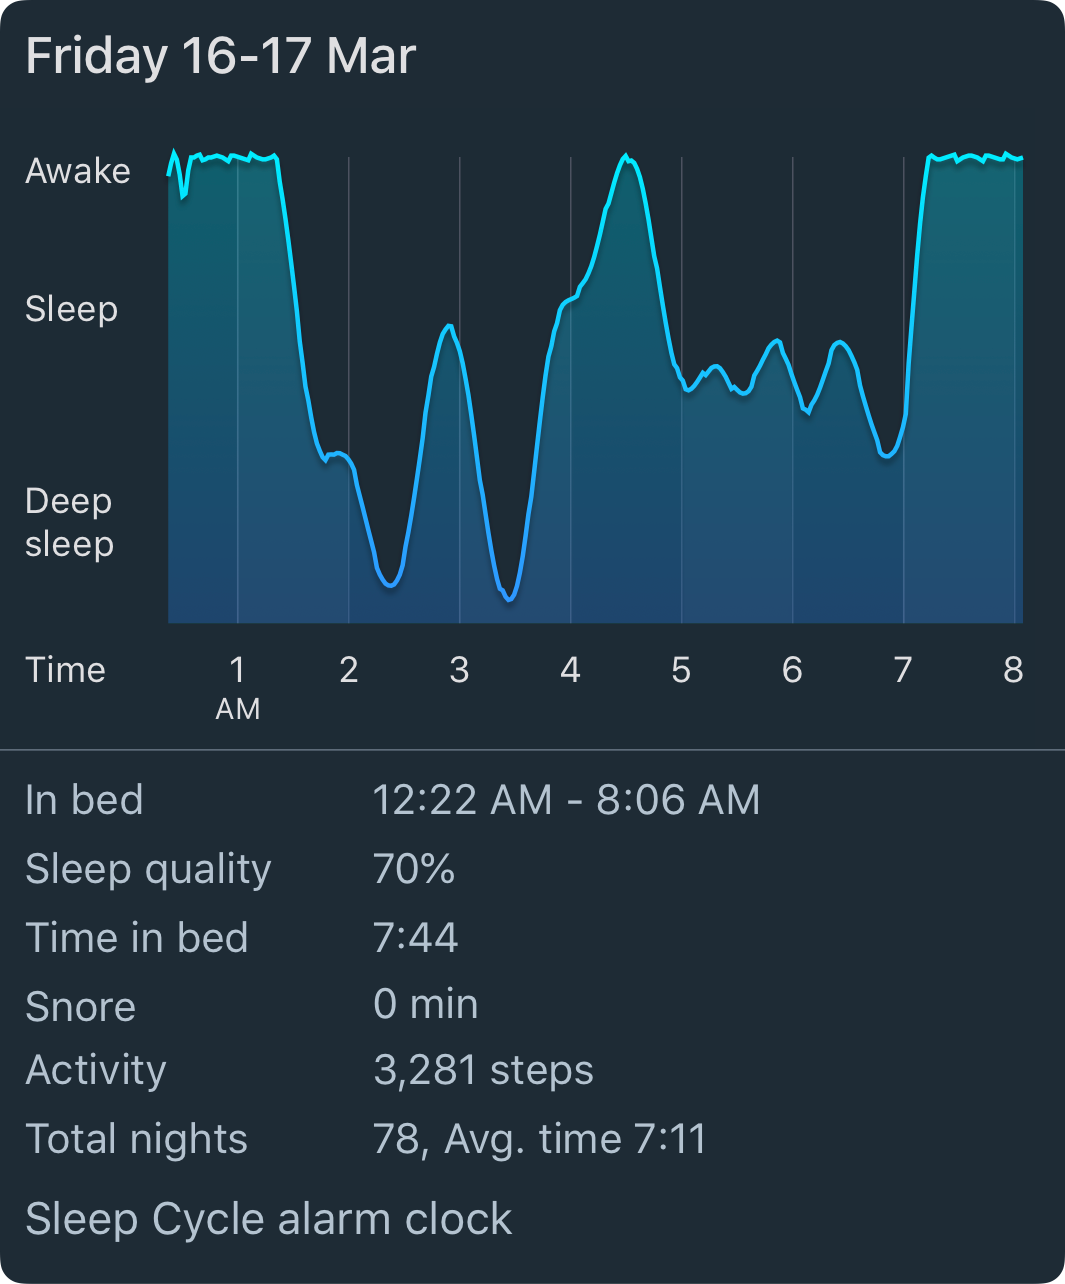 Friday 16-17 Mar
Awake
Sleep
Deep
sleep
Time 1 2 3 4 5 6 7 8
AM
In bed 12:22 AM - 8:06 AM
Sleep quality 70%
Time in bed 7:44
Snore 0 min
Activity 3,281 steps
Total nights 78, Avg. time 7:11
Sleep Cycle alarm clock